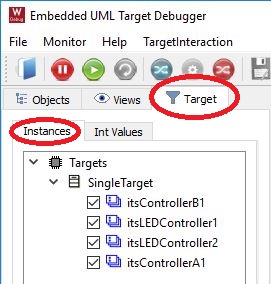 W
Debug
Embedded UML Target Debugger
File Monitor Help TargetInteraction
Objects Views Target
Instances Int Values
Targets
SingleTarget
itsControllerB1
itsLEDController1
itsLEDController2
itsControllerA1